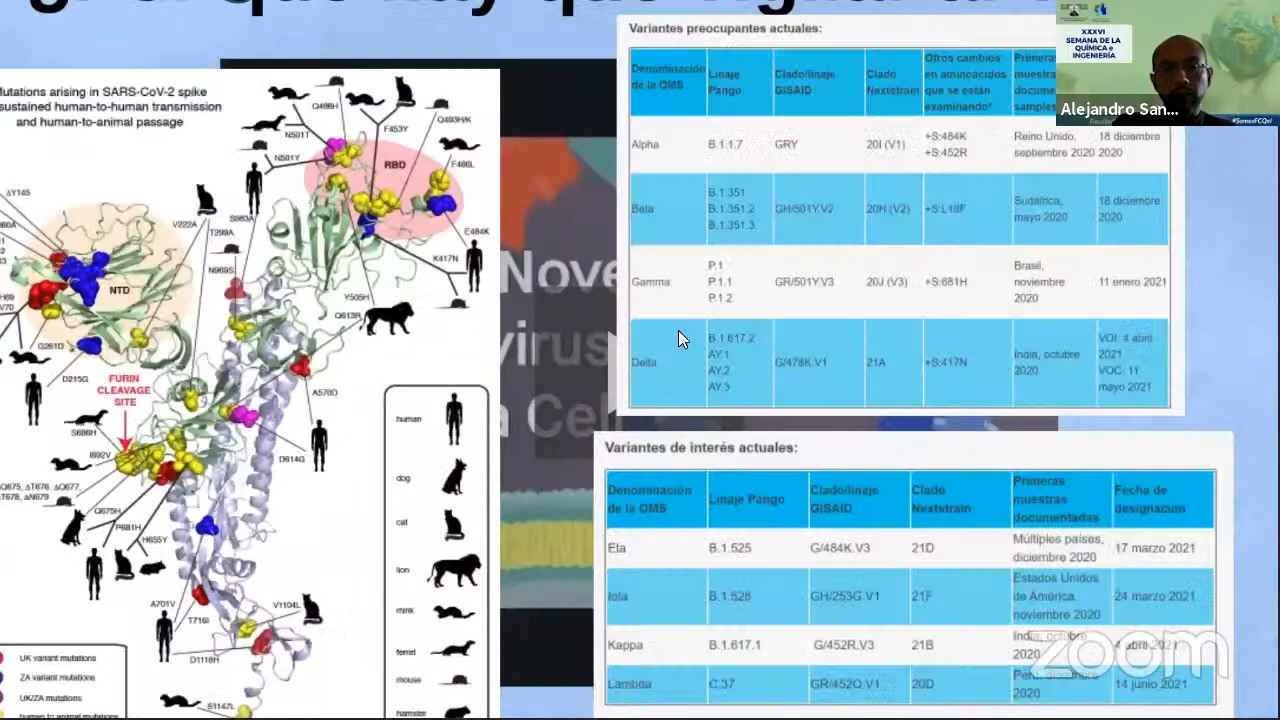 Mutations arising in SARS-CoV-2 spike
sustained human-to-human transmission
and human-to-animal passage
Q498H
F453Y
Q493H/K
N501T
N501Y
RBD
F486L
ΔY145
V222A
S983A
T299A
E484K
K417N
N969S
NTD
Y505H
Q613R
G261D
D215G
FURIN
CLEAVAGE
SITE
A570D
S686H
I692V
D614G
Q675H
P681H
H655Y
A701V
T716I
V1104L
D1118H
S1147L
human
dog
cat
lion
mink
ferret
mouse
hamster
UK variant mutations
ZA variant mutations
UK/ZA mutations
human to animal mutations
Variantes preocupantes actuales:
Denominación de la OMS
Linaje Pango
Clado/linaje GISAID
Clado Nextstrain
Otros cambios en aminoácidos que se están examinando*
Alpha B.1.1.7 GRY 20I (V1) +S:484K +S:452R Reino Unido, septiembre 2020 18 diciembre 2020
Beta B.1.351 B.1.351.2 B.1.351.3 GH/501Y.V2 20H (V2) +S:L18F Sudáfrica, mayo 2020 18 diciembre 2020
Gamma P.1 P.1.1 P.1.2 GR/501Y.V3 20J (V3) +S:681H Brasil, noviembre 2020 11 enero 2021
Delta B.1.617.2 AY.1 AY.2 AY.3 G/478K.V1 21A +S:417N India, octubre 2020 VOI: 4 abril 2021 VOC: 11 mayo 2021
Variantes de interés actuales:
Denominación de la OMS
Linaje Pango
Clado/linaje GISAID
Clado Nextstrain
Primeras muestras documentadas
Fecha de designación
Eta B.1.525 G/484K.V3 21D Múltiples países, diciembre 2020 17 marzo 2021
Iota B.1.526 GH/253G.V1 21F Estados Unidos de América, noviembre 2020 24 marzo 2021
Kappa B.1.617.1 G/452R.V3 21B India, octubre 2020 4 abril 2021
Lambda C.37 GR/452Q.V1 20D 2020 14 junio 2021
XXXVI
SEMANA DE LA
QUÍMICA e
INGENIERÍA
Alejandro San...
#SomosFCQeI
zoom